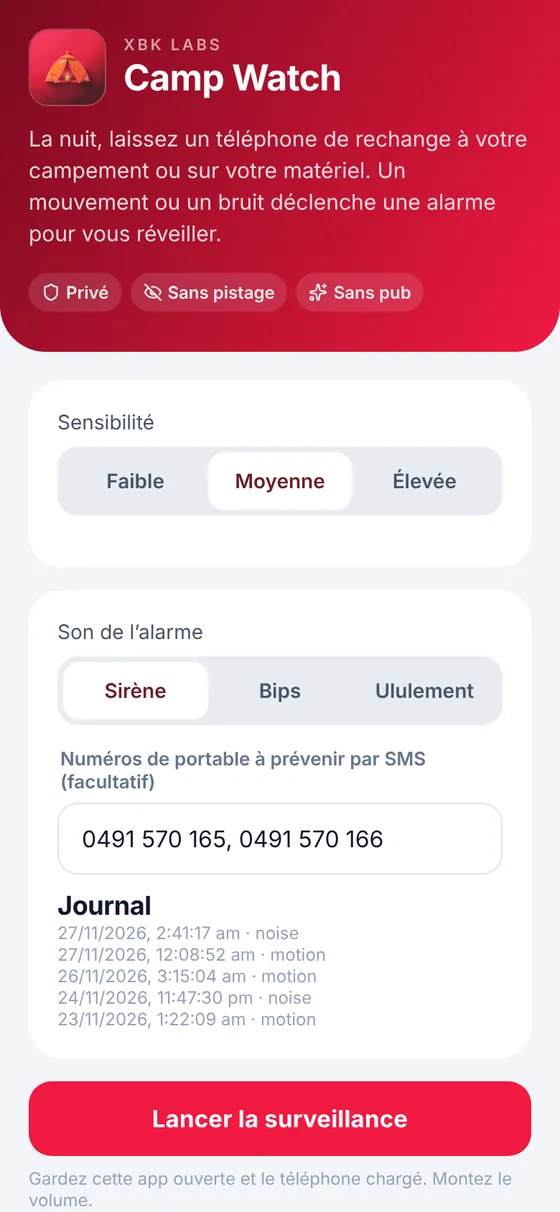 XBK LABS
Camp Watch
La nuit, laissez un téléphone de rechange à votre
campement ou sur votre matériel. Un
mouvement ou un bruit déclenche une alarme
pour vous réveiller.
Privé
Sans pistage
Sans pub
Sensibilité
Faible
Moyenne
Élevée
Son de l’alarme
Sirène
Bips
Ululement
Numéros de portable à prévenir par SMS
(facultatif)
0491 570 165, 0491 570 166
Journal
27/11/2026, 2:41:17 am · noise
27/11/2026, 12:08:52 am · motion
26/11/2026, 3:15:04 am · motion
24/11/2026, 11:47:30 pm · noise
23/11/2026, 1:22:09 am · motion
Lancer la surveillance
Gardez cette app ouverte et le téléphone chargé. Montez le
volume.